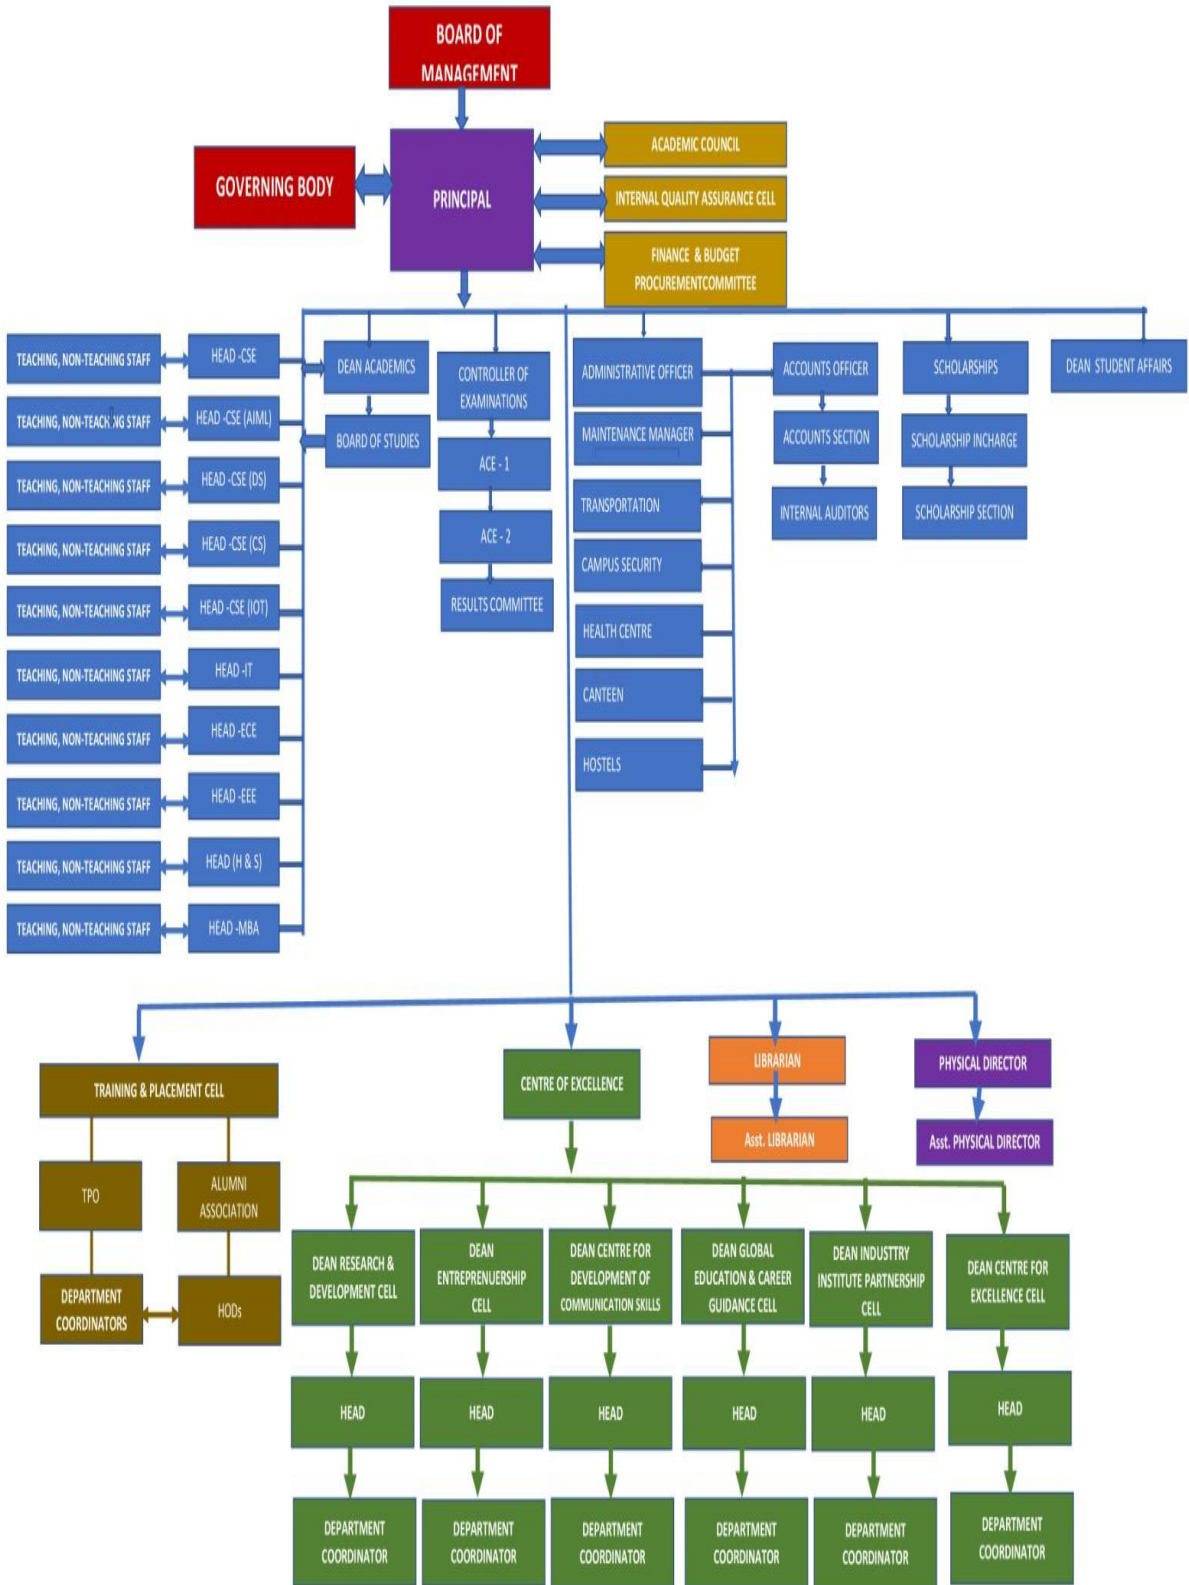 BOARD OF
MANAGEMENT
GOVERNING BODY
PRINCIPAL
ACADEMIC COUNCIL
INTERNAL QUALITY ASSURANCE CELL
FINANCE & BUDGET
PROCUREMENTCOMMITTEE
TEACHING, NON-TEACHING STAFF
HEAD -CSE
TEACHING, NON-TEACHING STAFF
HEAD -CSE (AIML)
TEACHING, NON-TEACHING STAFF
HEAD -CSE (DS)
TEACHING, NON-TEACHING STAFF
HEAD -CSE (CS)
TEACHING, NON-TEACHING STAFF
HEAD -CSE (IOT)
TEACHING, NON-TEACHING STAFF
HEAD -IT
TEACHING, NON-TEACHING STAFF
HEAD -ECE
TEACHING, NON-TEACHING STAFF
HEAD -EEE
TEACHING, NON-TEACHING STAFF
HEAD (H & S)
TEACHING, NON-TEACHING STAFF
HEAD -MBA
DEAN ACADEMICS
BOARD OF STUDIES
CONTROLLER OF
EXAMINATIONS
ACE - 1
ACE - 2
RESULTS COMMITTEE
ADMINISTRATIVE OFFICER
MAINTENANCE MANAGER
TRANSPORTATION
CAMPUS SECURITY
HEALTH CENTRE
CANTEEN
HOSTELS
ACCOUNTS OFFICER
ACCOUNTS SECTION
INTERNAL AUDITORS
SCHOLARSHIPS
SCHOLARSHIP INCHARGE
SCHOLARSHIP SECTION
DEAN STUDENT AFFAIRS
TRAINING & PLACEMENT CELL
TPO
ALUMNI
ASSOCIATION
DEPARTMENT
COORDINATORS
HODs
CENTRE OF EXCELLENCE
LIBRARIAN
Asst. LIBRARIAN
PHYSICAL DIRECTOR
Asst. PHYSICAL DIRECTOR
DEAN RESEARCH &
DEVELOPMENT CELL
DEAN
ENTREPRENUERSHIP
CELL
DEAN CENTRE FOR
DEVELOPMENT OF
COMMUNICATION SKILLS
DEAN GLOBAL
EDUCATION & CAREER
GUIDANCE CELL
DEAN INDUSTTRY
INSTITUTE PARTNERSHIP
CELL
DEAN CENTRE FOR
EXCELLENCE CELL
HEAD
HEAD
HEAD
HEAD
HEAD
HEAD
DEPARTMENT
COORDINATOR
DEPARTMENT
COORDINATOR
DEPARTMENT
COORDINATOR
DEPARTMENT
COORDINATOR
DEPARTMENT
COORDINATOR
DEPARTMENT
COORDINATOR